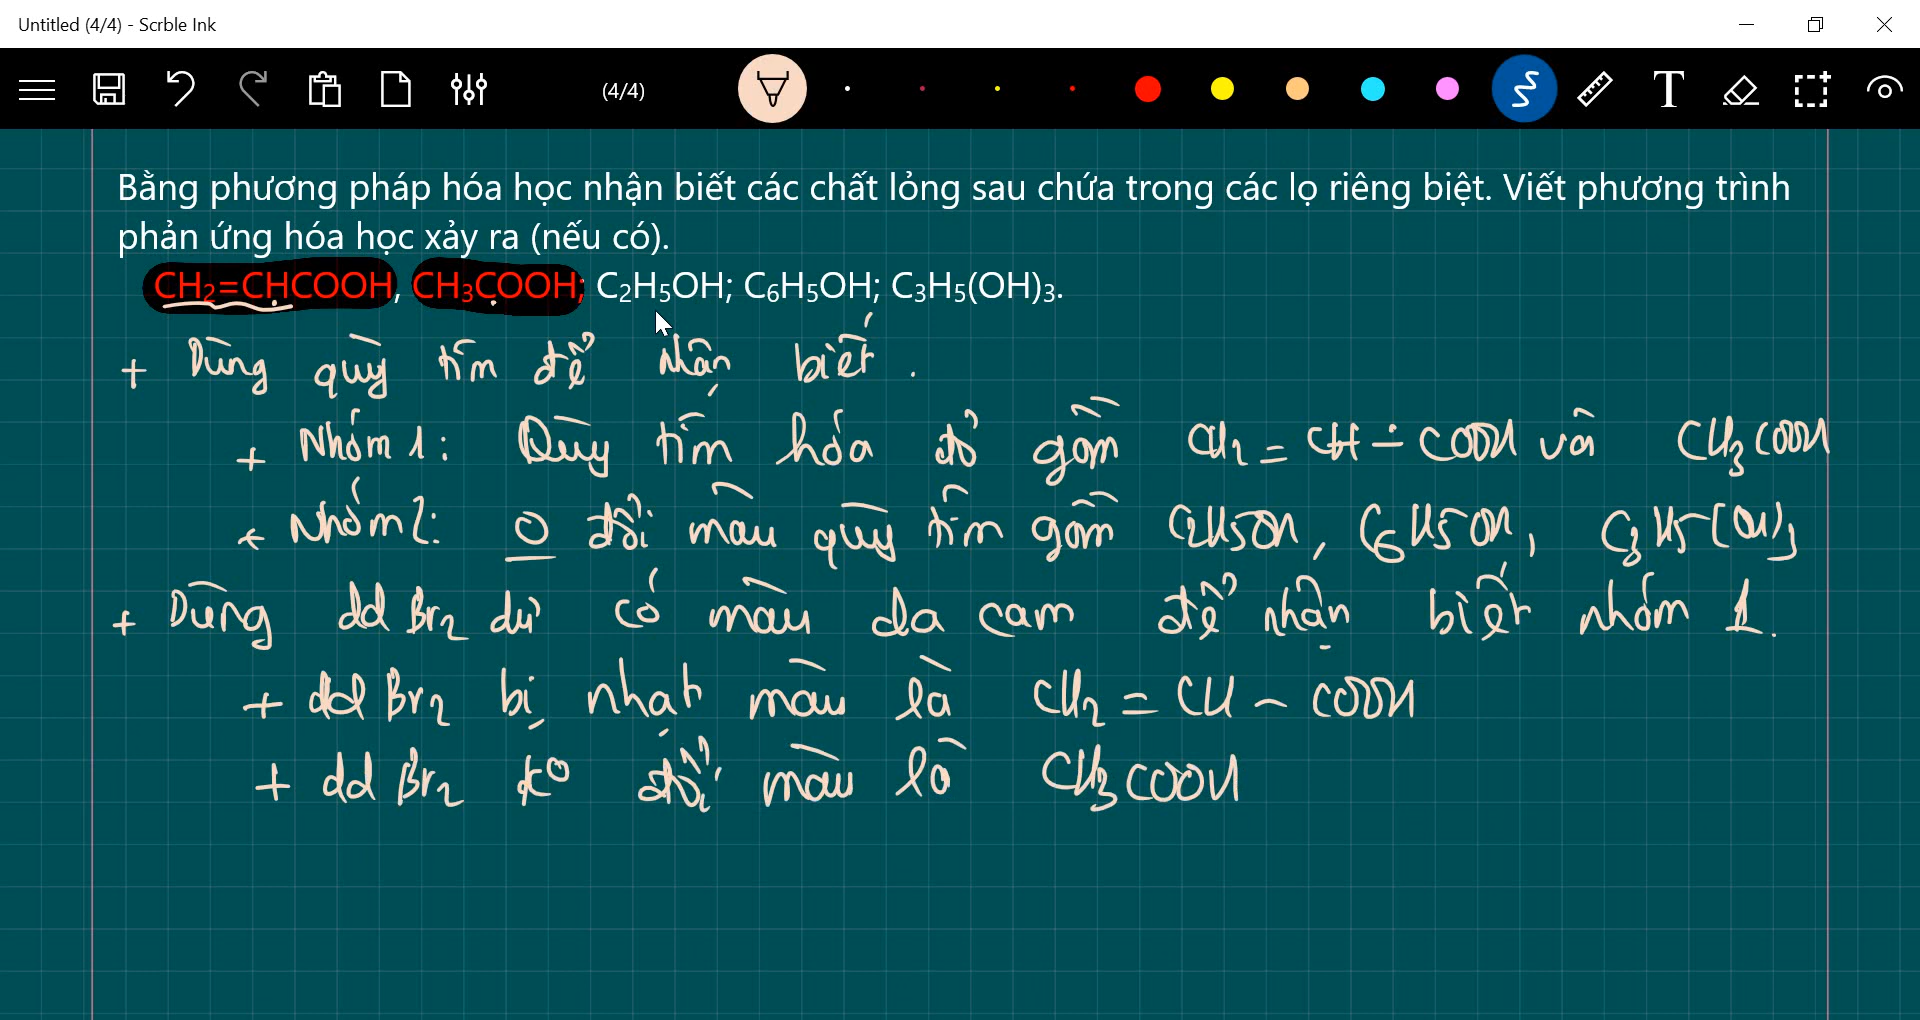 Untitled (4/4) - Scrble Ink
(4/4)
T
Bằng phương pháp hóa học nhận biết các chất lỏng sau chứa trong các lọ riêng biệt. Viết phương trình
phản ứng hóa học xảy ra (nếu có).
CH₂=CHCOOH, CH₃COOH; C₂H₅OH; C₆H₅OH; C₃H₅(OH)₃.
+ Dùng quỳ tím để nhận biết.
+ Nhóm 1: Quỳ tím hóa đỏ gồm CH₂ = CH - COOH và CH₃COOH
+ Nhóm 2: 0 đổi màu quỳ tím gồm C₂H₅OH, C₆H₅OH, C₃H₅(OH)₃
+ Dùng dd Br₂ dư có màu da cam để nhận biết nhóm 1.
+ dd Br₂ bị nhạt màu là CH₂ = CH - COOH
+ dd Br₂ k⁰ đổi màu là CH₃COOH